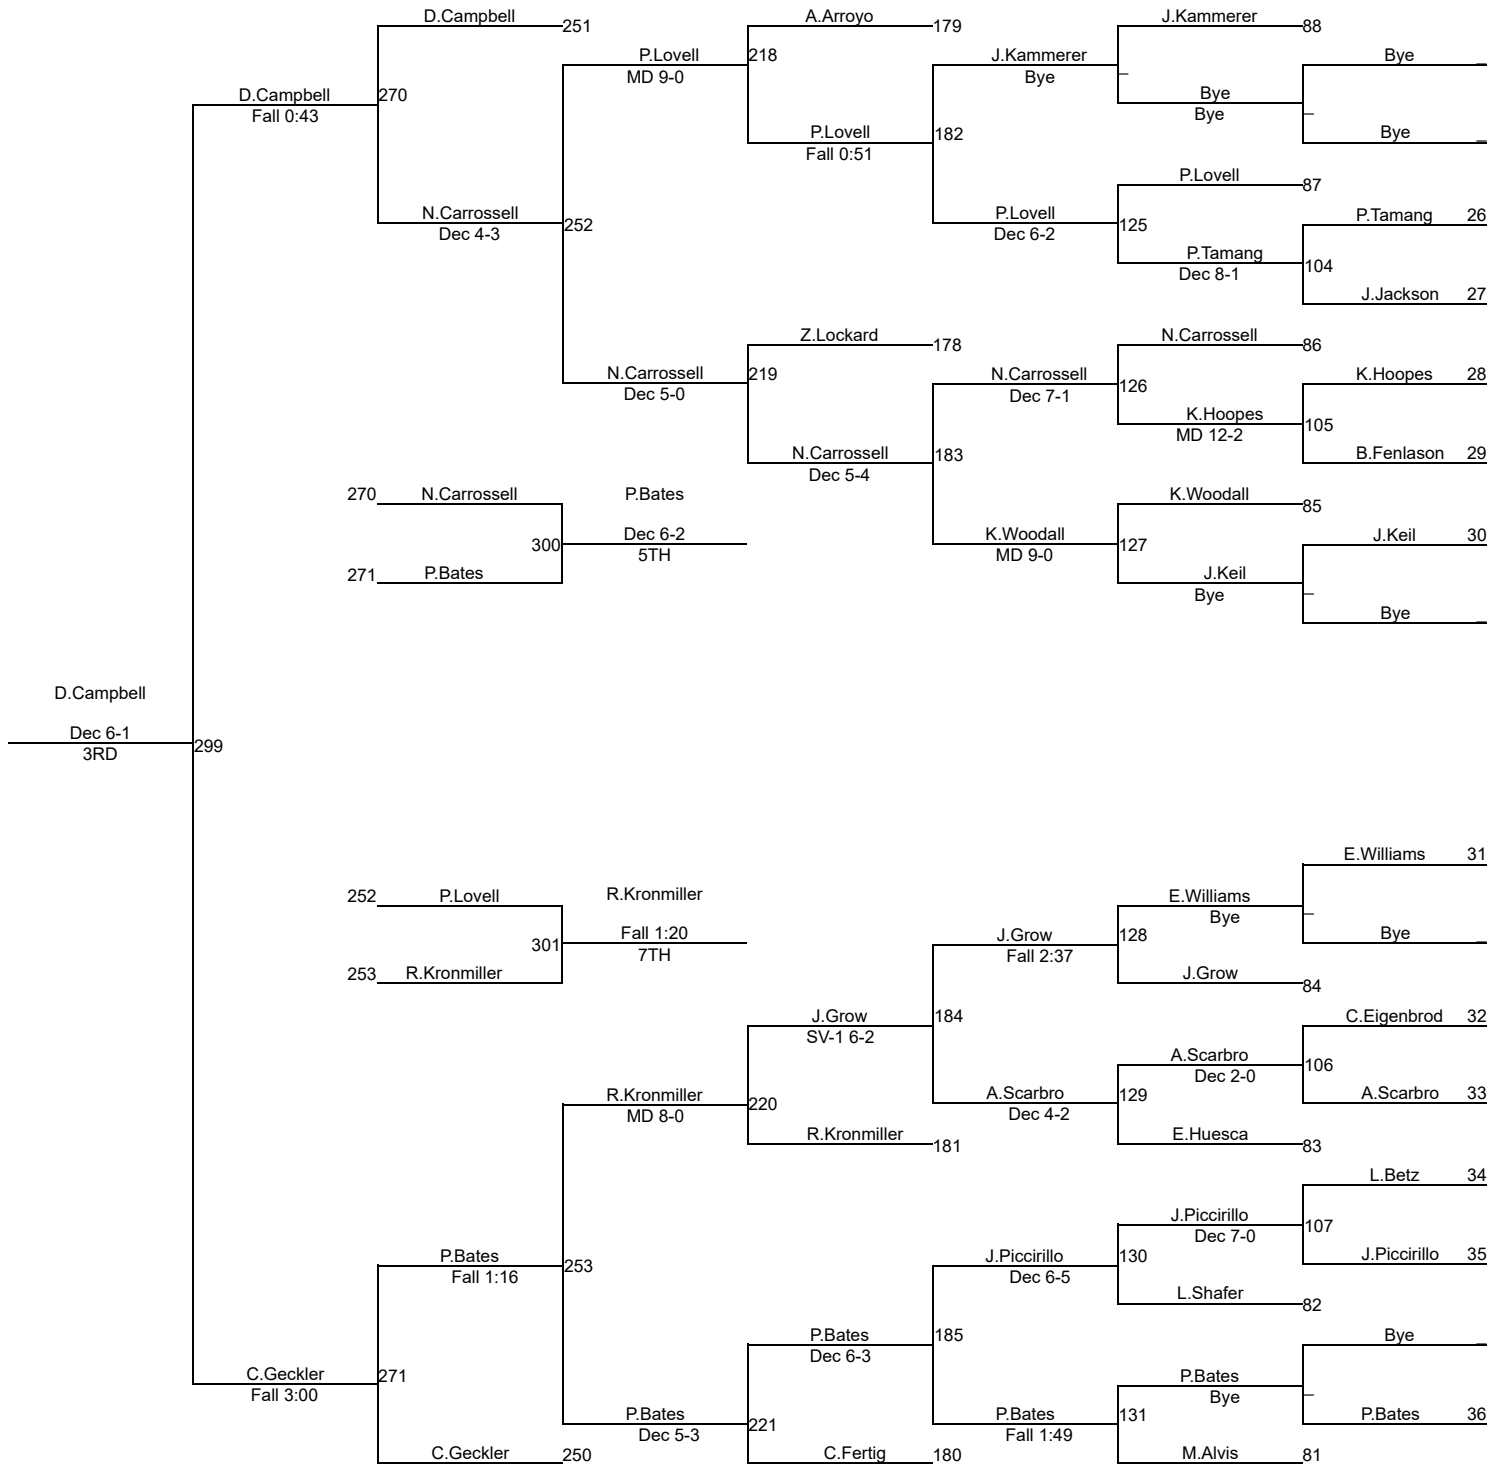 D.Campbell 251 A.Arroyo 179 J.Kammerer 88
P.Lovell 218 J.Kammerer Bye
MD 9-0 Bye
D.Campbell 270 Bye
Fall 0:43 Bye
P.Lovell 182 Bye
Fall 0:51
P.Lovell 87
N.Carrossell 252 P.Lovell 125 P.Tamang 26
Dec 4-3 Dec 6-2
P.Tamang 104
Dec 8-1
J.Jackson 27
Z.Lockard 178 N.Carrossell 86
N.Carrossell 219 N.Carrossell 126 K.Hoopes 28
Dec 5-0 Dec 7-1
K.Hoopes 105
MD 12-2
N.Carrossell 183 B.Fenlason 29
Dec 5-4
270 N.Carrossell P.Bates K.Woodall 85
300 Dec 6-2 K.Woodall 127 J.Keil 30
5TH MD 9-0
271 P.Bates J.Keil
Bye
Bye
D.Campbell
Dec 6-1 299
3RD
E.Williams 31
252 P.Lovell R.Kronmiller E.Williams
Bye
301 Fall 1:20 J.Grow 128 Bye
7TH Fall 2:37
253 R.Kronmiller J.Grow 84
J.Grow 184 C.Eigenbrod 32
SV-1 6-2
A.Scarbro 106
Dec 2-0
R.Kronmiller 220 A.Scarbro 129 A.Scarbro 33
MD 8-0 Dec 4-2
R.Kronmiller 181 E.Huesca 83
L.Betz 34
J.Piccirillo 107
Dec 7-0
P.Bates 253 J.Piccirillo 130 J.Piccirillo 35
Fall 1:16 Dec 6-5
L.Shafer 82
P.Bates 185 Bye
Dec 6-3
C.Geckler 271 P.Bates
Fall 3:00 Bye
P.Bates 221 P.Bates 131 P.Bates 36
Dec 5-3 Fall 1:49
C.Geckler 250 C.Fertig 180 M.Alvis 81